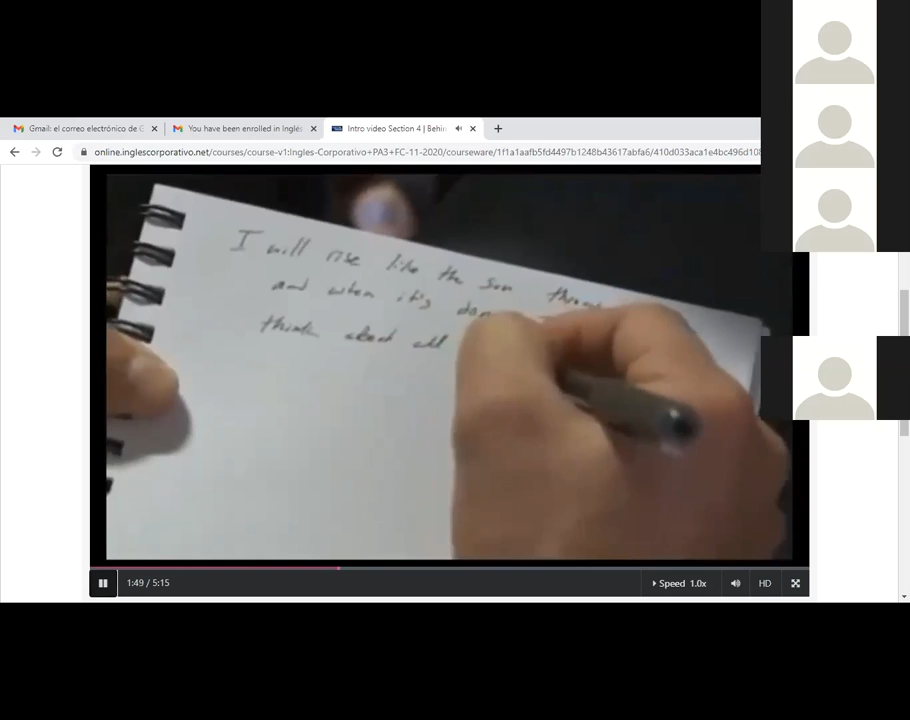 Gmail: el correo electrónico de G
You have been enrolled in Inglés
Intro video Section 4 | Behin
online.inglescorporativo.net/courses/course-v1:Ingles-Corporativo+PA3+FC-11-2020/courseware/1f1a1aafb5fd4497b1248b43617abfa6/410d033aca1e4bc496d108
I will rise like the sun
and when it's
think about all
1:49 / 5:15
Speed 1.0x
HD